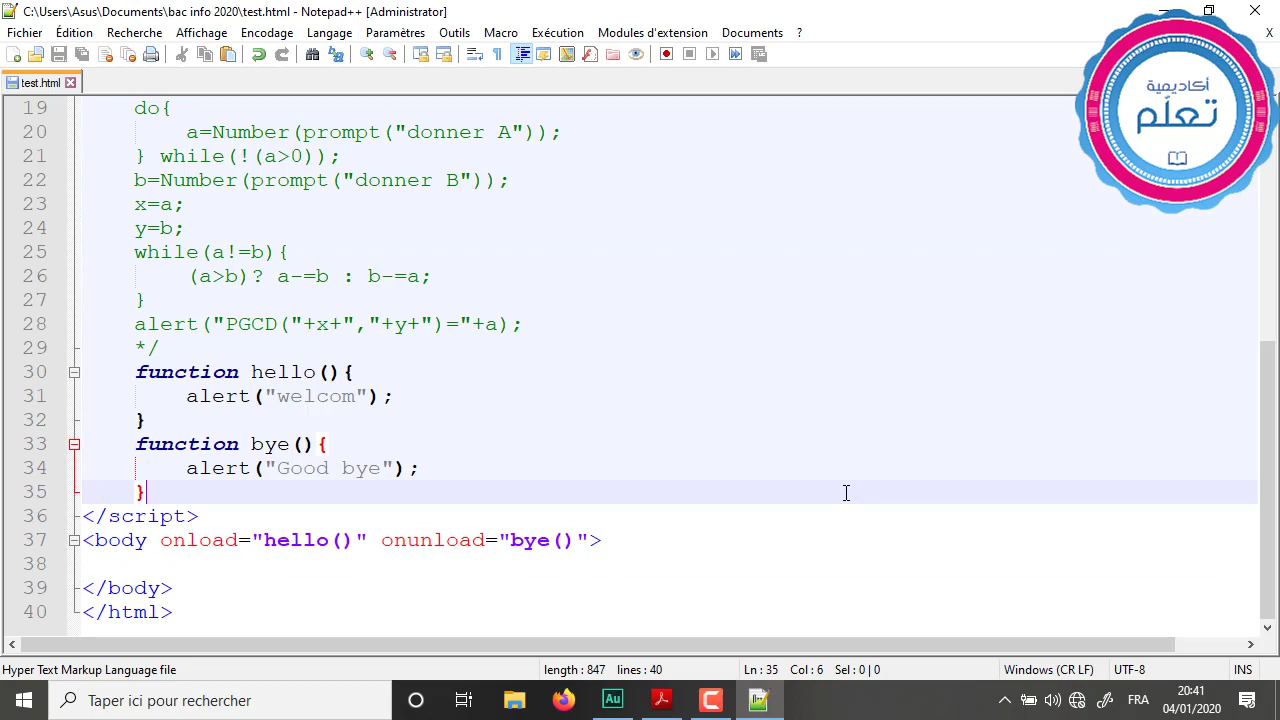 C:\Users\Asus\Documents\bac info 2020\test.html - Notepad++ [Administrator]
Fichier Édition Recherche Affichage Encodage Langage Paramètres Outils Macro Exécution Modules d'extension Documents ? X
test.html
أكاديمية
تعلّم
19 do{
20 a=Number(prompt("donner A"));
21 } while(!(a>0));
22 b=Number(prompt("donner B"));
23 x=a;
24 y=b;
25 while(a!=b){
26 (a>b)? a-=b : b-=a;
27 }
28 alert("PGCD("+x+","+y+")="+a);
29 */
30 function hello(){
31 alert("welcom");
32 }
33 function bye(){
34 alert("Good bye");
35 }
36 </script>
37 <body onload="hello()" onunload="bye()">
38
39 </body>
40 </html>
Hyper Text Markup Language file length : 847 lines : 40 Ln : 35 Col : 6 Sel : 0 | 0 Windows (CR LF) UTF-8 INS
Taper ici pour rechercher Au FRA 20:41
04/01/2020